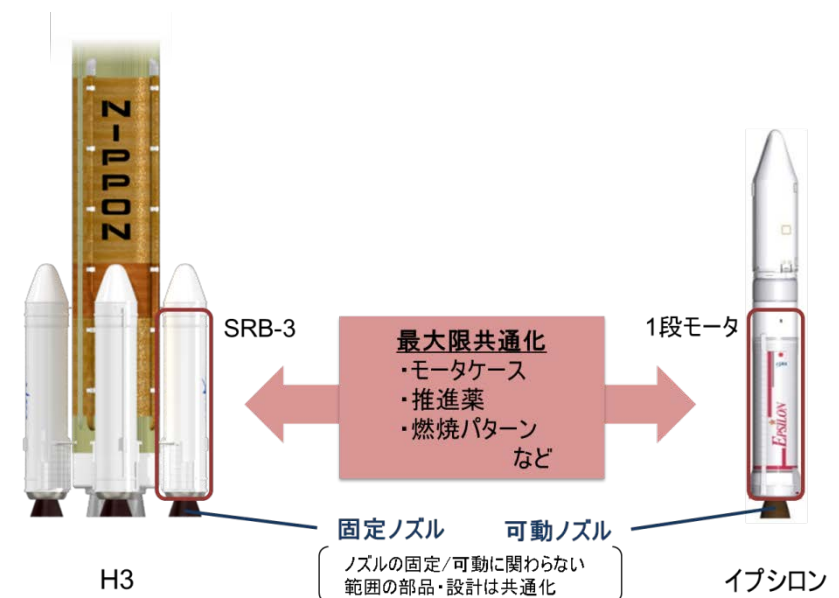 NIPPON
SRB-3
最大限共通化
・モータケース
・推進薬
・燃焼パターン
など
1段モータ
EPSILON
固定ノズル
可動ノズル
ノズルの固定/可動に関わらない
範囲の部品・設計は共通化
H3
イプシロン